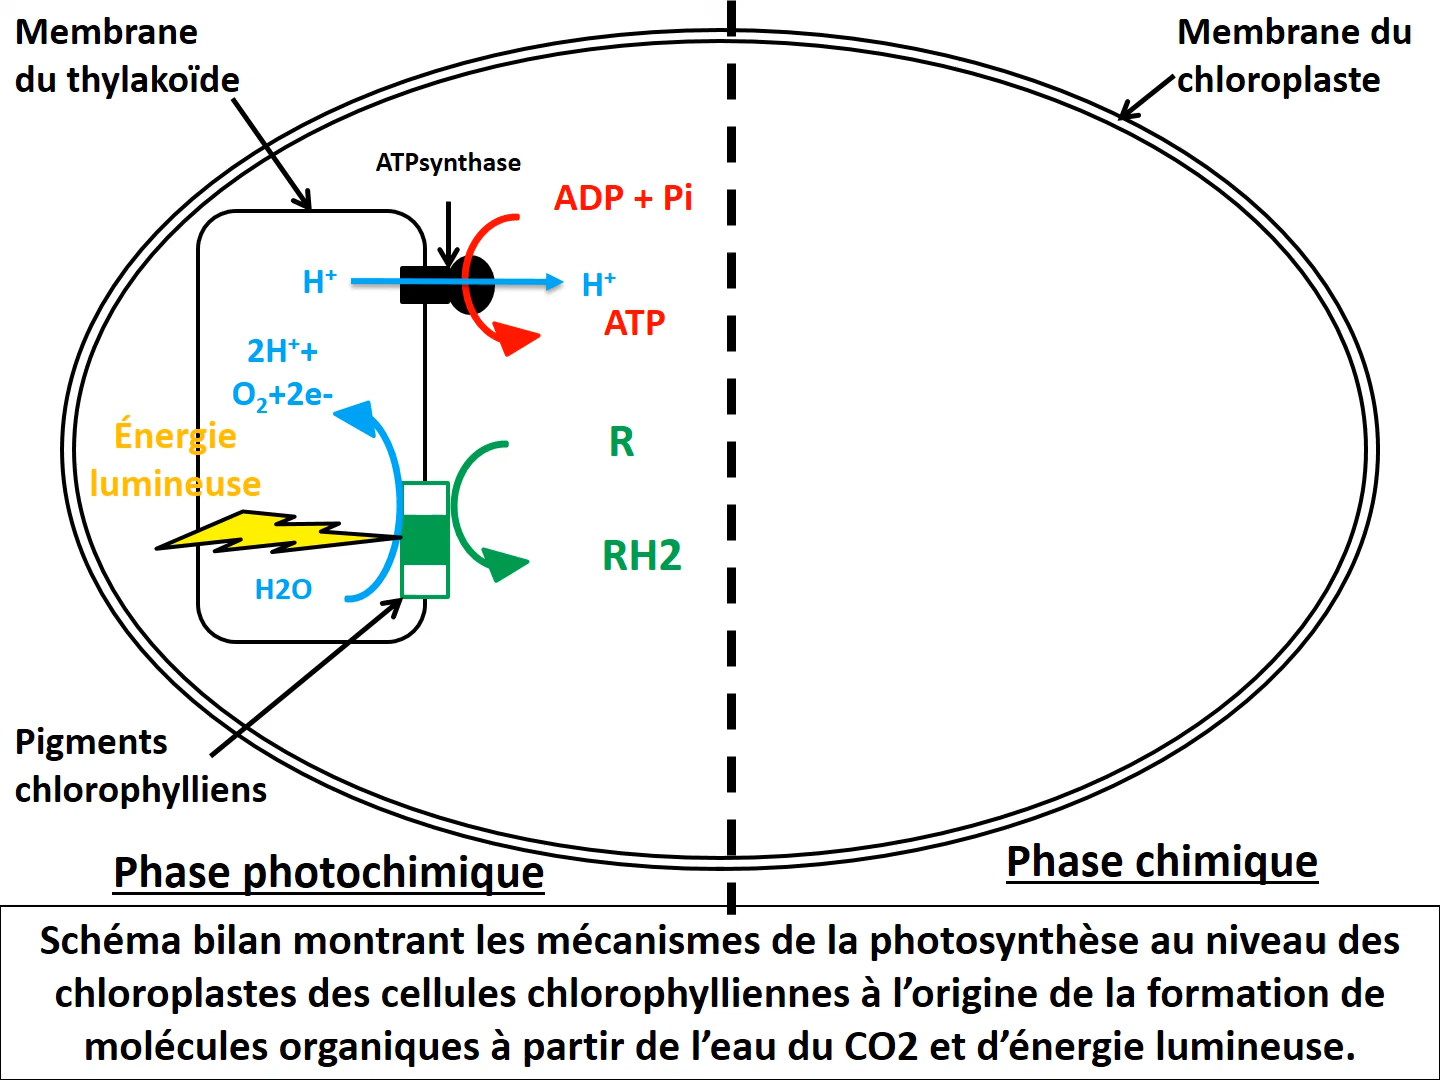 Membrane
du thylakoïde
Membrane du
chloroplaste
ATPsynthase
ADP + Pi
H⁺
H⁺
ATP
2H⁺+
O₂+2e-
Énergie
lumineuse
R
RH2
H2O
Pigments
chlorophylliens
Phase photochimique
Phase chimique
Schéma bilan montrant les mécanismes de la photosynthèse au niveau des
chloroplastes des cellules chlorophylliennes à l’origine de la formation de
molécules organiques à partir de l’eau du CO2 et d’énergie lumineuse.